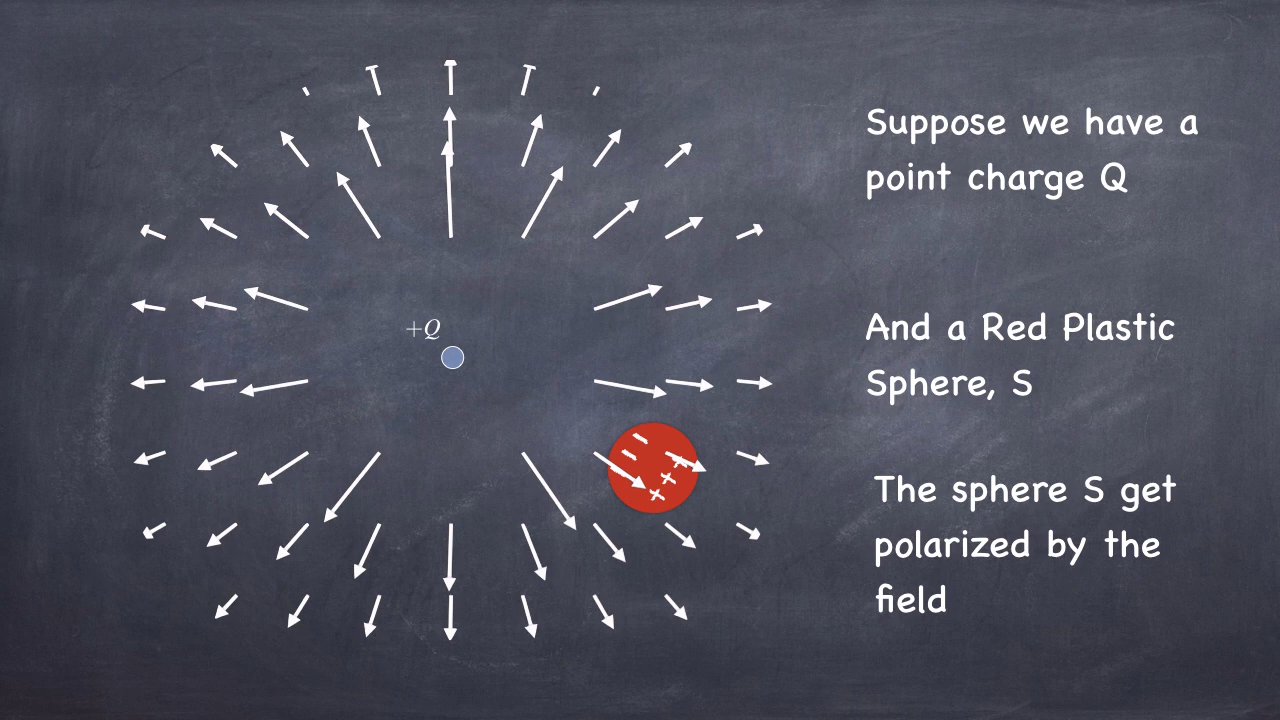 Suppose we have a
point charge Q
+Q
And a Red Plastic
Sphere, S
The sphere S get
polarized by the
field